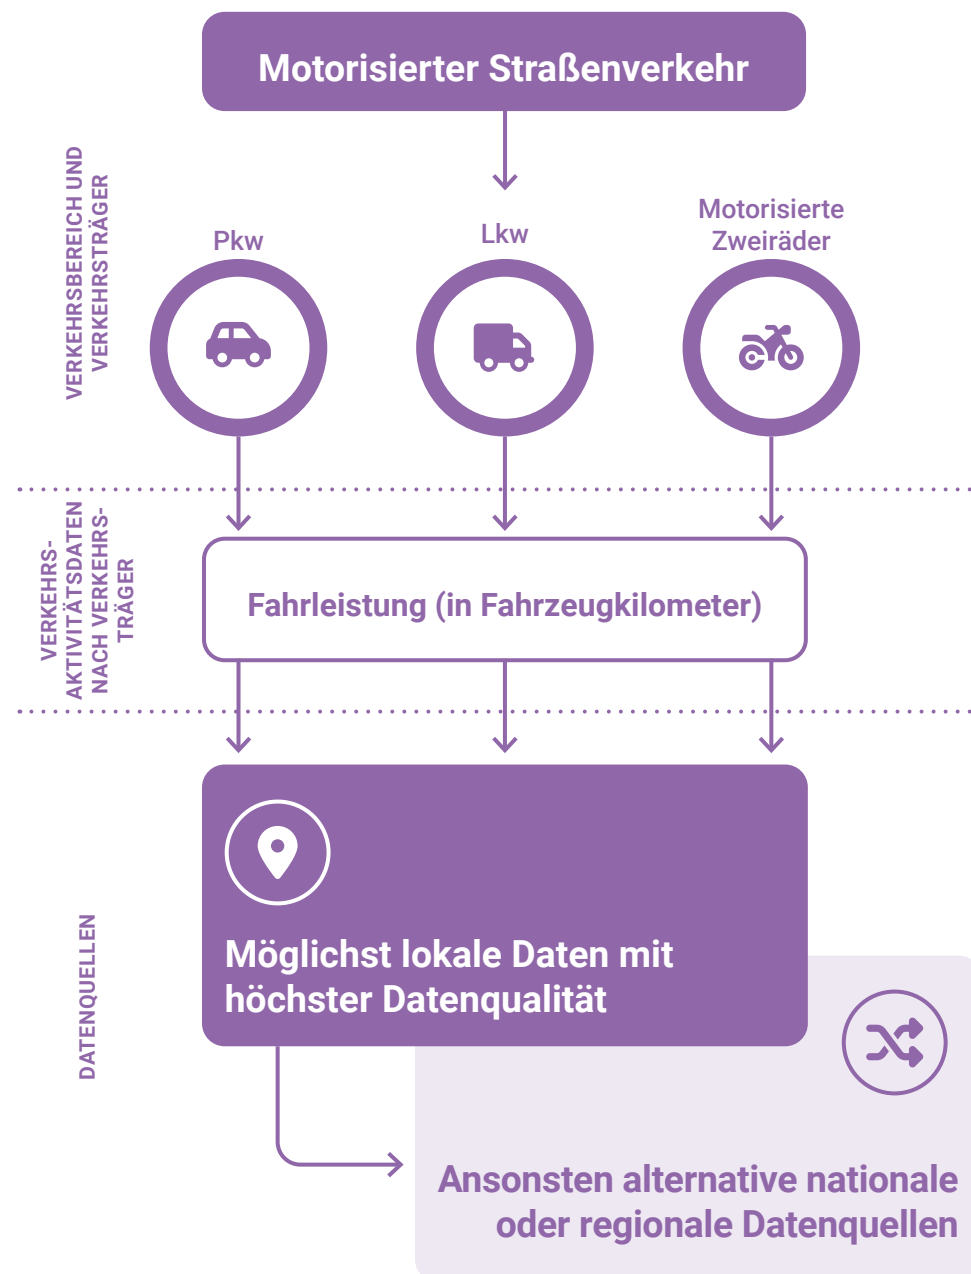 Motorisierter Straßenverkehr
VERKEHRSBEREICH UND
VERKEHRSTRÄGER
Pkw
Lkw
Motorisierte
Zweiräder
VERKEHRS-
AKTIVITÄTSDATEN
NACH VERKEHRS-
TRÄGER
Fahrleistung (in Fahrzeugkilometer)
DATENQUELLEN
Möglichst lokale Daten mit
höchster Datenqualität
Ansonsten alternative nationale
oder regionale Datenquellen